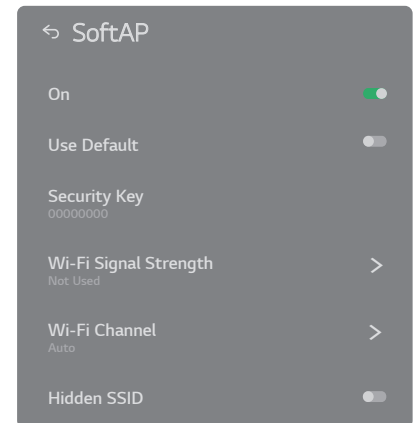 SoftAP
On
Use Default
Security Key
00000000
Wi-Fi Signal Strength
Not Used
Wi-Fi Channel
Auto
Hidden SSID